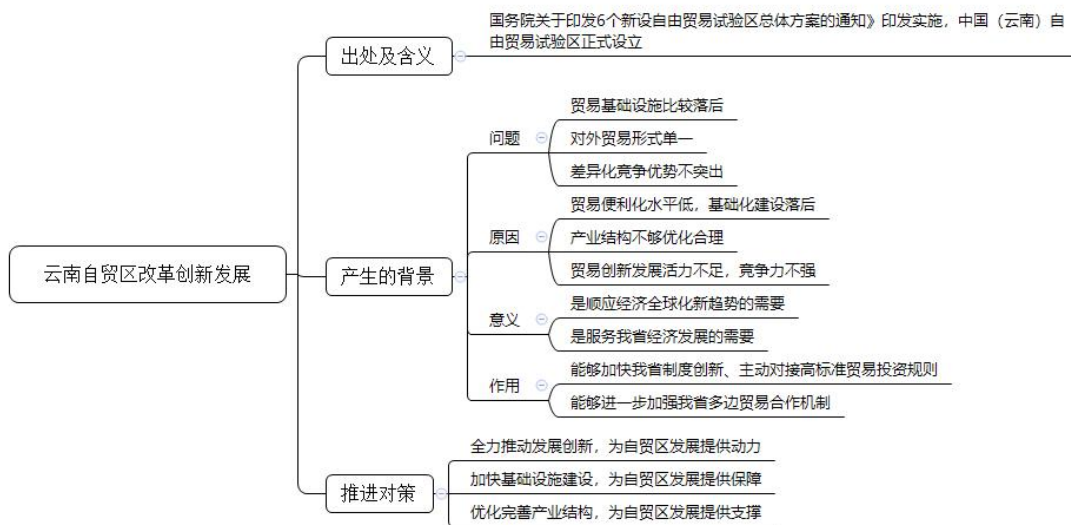 国务院关于印发6个新设自由贸易试验区总体方案的通知》印发实施，中国（云南）自
由贸易试验区正式设立
出处及含义
贸易基础设施比较落后
问题
对外贸易形式单一
差异化竞争优势不突出
贸易便利化水平低，基础化建设落后
原因
产业结构不够优化合理
贸易创新发展活力不足，竞争力不强
云南自贸区改革创新发展
产生的背景
是顺应经济全球化新趋势的需要
意义
是服务我省经济发展的需要
能够加快我省制度创新、主动对接高标准贸易投资规则
作用
能够进一步加强我省多边贸易合作机制
全力推动发展创新，为自贸区发展提供动力
推进对策
加快基础设施建设，为自贸区发展提供保障
优化完善产业结构，为自贸区发展提供支撑